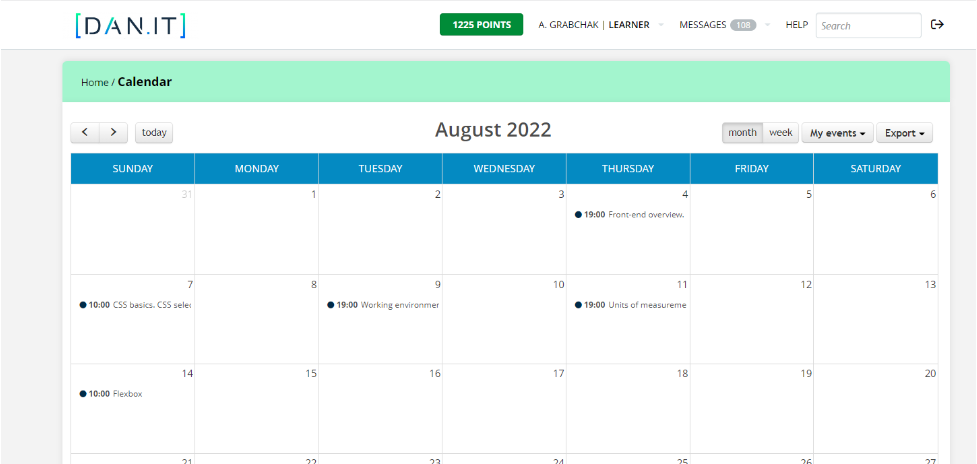 [DAN.IT]
1225 POINTS
A. GRABCHAK | LEARNER
MESSAGES 108
HELP
Search
Home / Calendar
today
August 2022
month week
My events
Export
SUNDAY MONDAY TUESDAY WEDNESDAY THURSDAY FRIDAY SATURDAY
31 1 2 3 4 5 6
19:00 Front-end overview.
7 8 9 10 11 12 13
10:00 CSS basics. CSS selec
19:00 Working environmer
19:00 Units of measureme
14 15 16 17 18 19 20
10:00 Flexbox
21 22 23 24 25 26 27